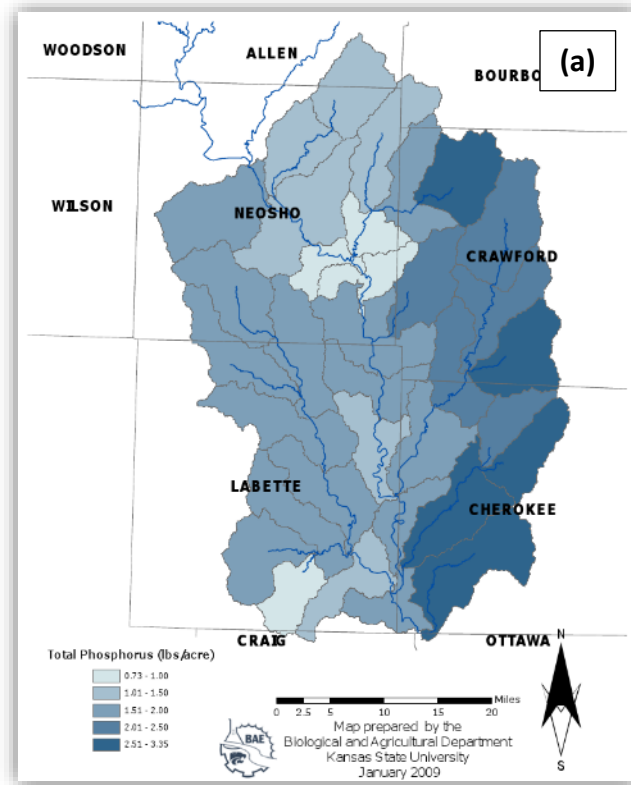 WOODSON
ALLEN
BOURBO
(a)
WILSON
NEOSHO
CRAWFORD
LABETTE
CHEROKEE
CRAIG
OTTAWA
Total Phosphorus (lbs/acre)
0.73 - 1.00
1.01 - 1.50
1.51 - 2.00
2.01 - 2.50
2.51 - 3.35
Miles
0 2.5 5 10 15 20
N
S
BAE
Map prepared by the
Biological and Agricultural Department
Kansas State University
January 2009